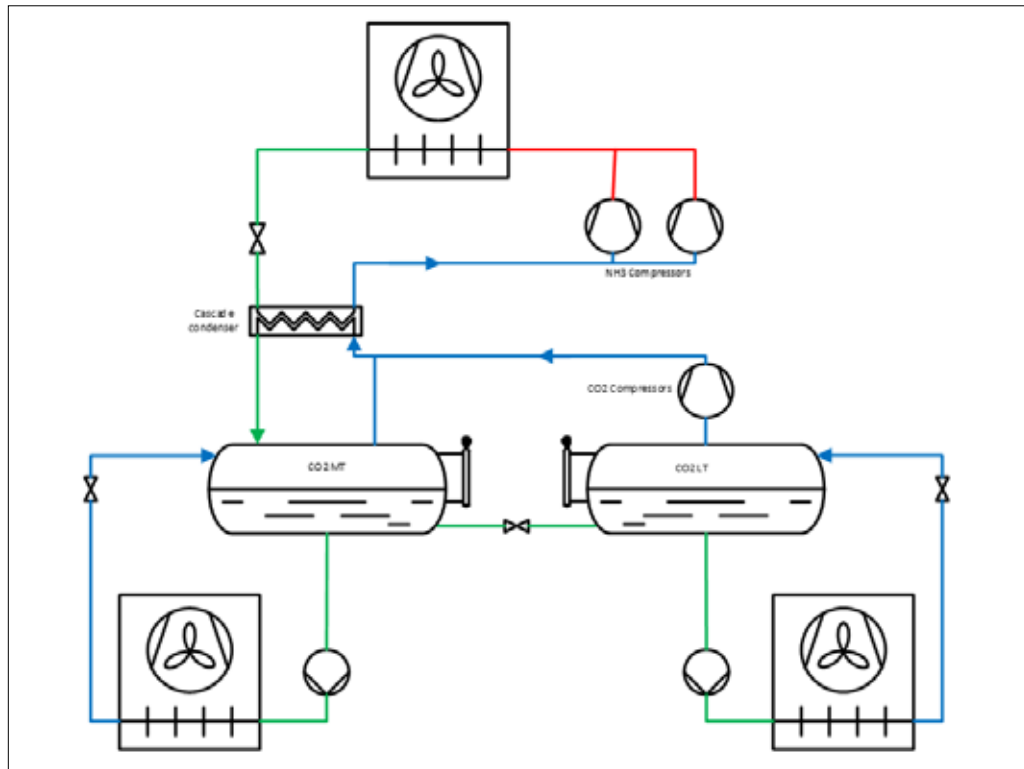 NH3 Compressors
Cascade
condenser
CO2 Compressors
CO2 MT
CO2 LT